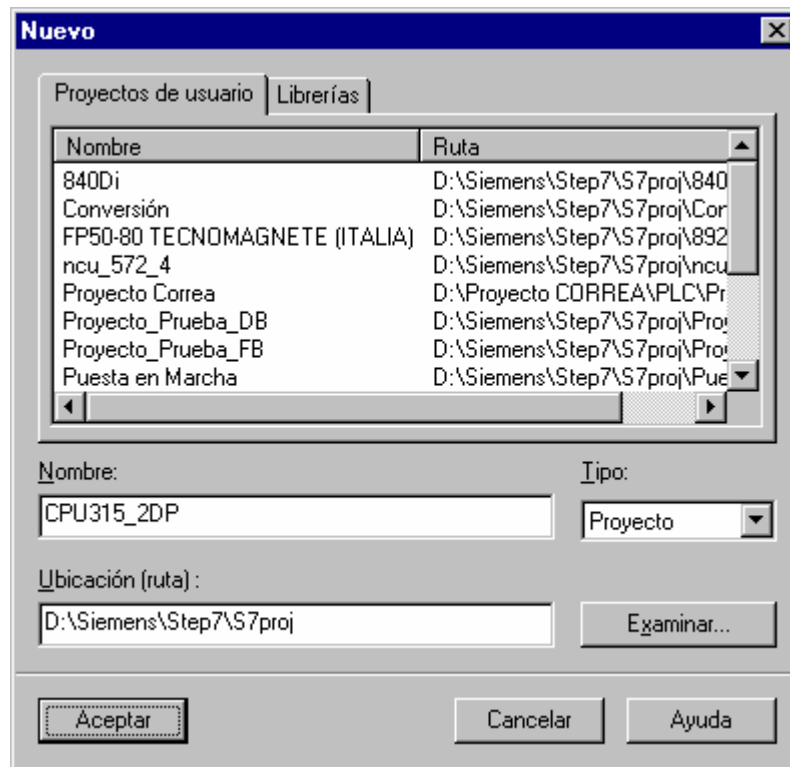 Nuevo
Proyectos de usuario Librerías
Nombre Ruta
840Di D:\Siemens\Step7\S7proj\840
Conversión D:\Siemens\Step7\S7proj\Con
FP50-80 TECNOMAGNETE (ITALIA) D:\Siemens\Step7\S7proj\892
ncu_572_4 D:\Siemens\Step7\S7proj\ncu
Proyecto Correa D:\Proyecto CORREA\PLC\Pr
Proyecto_Prueba_DB D:\Siemens\Step7\S7proj\Proy
Proyecto_Prueba_FB D:\Siemens\Step7\S7proj\Proy
Puesta en Marcha D:\Siemens\Step7\S7proj\Pue
Nombre: Tipo:
CPU315_2DP Proyecto
Ubicación (ruta) :
D:\Siemens\Step7\S7proj Examinar...
Aceptar Cancelar Ayuda